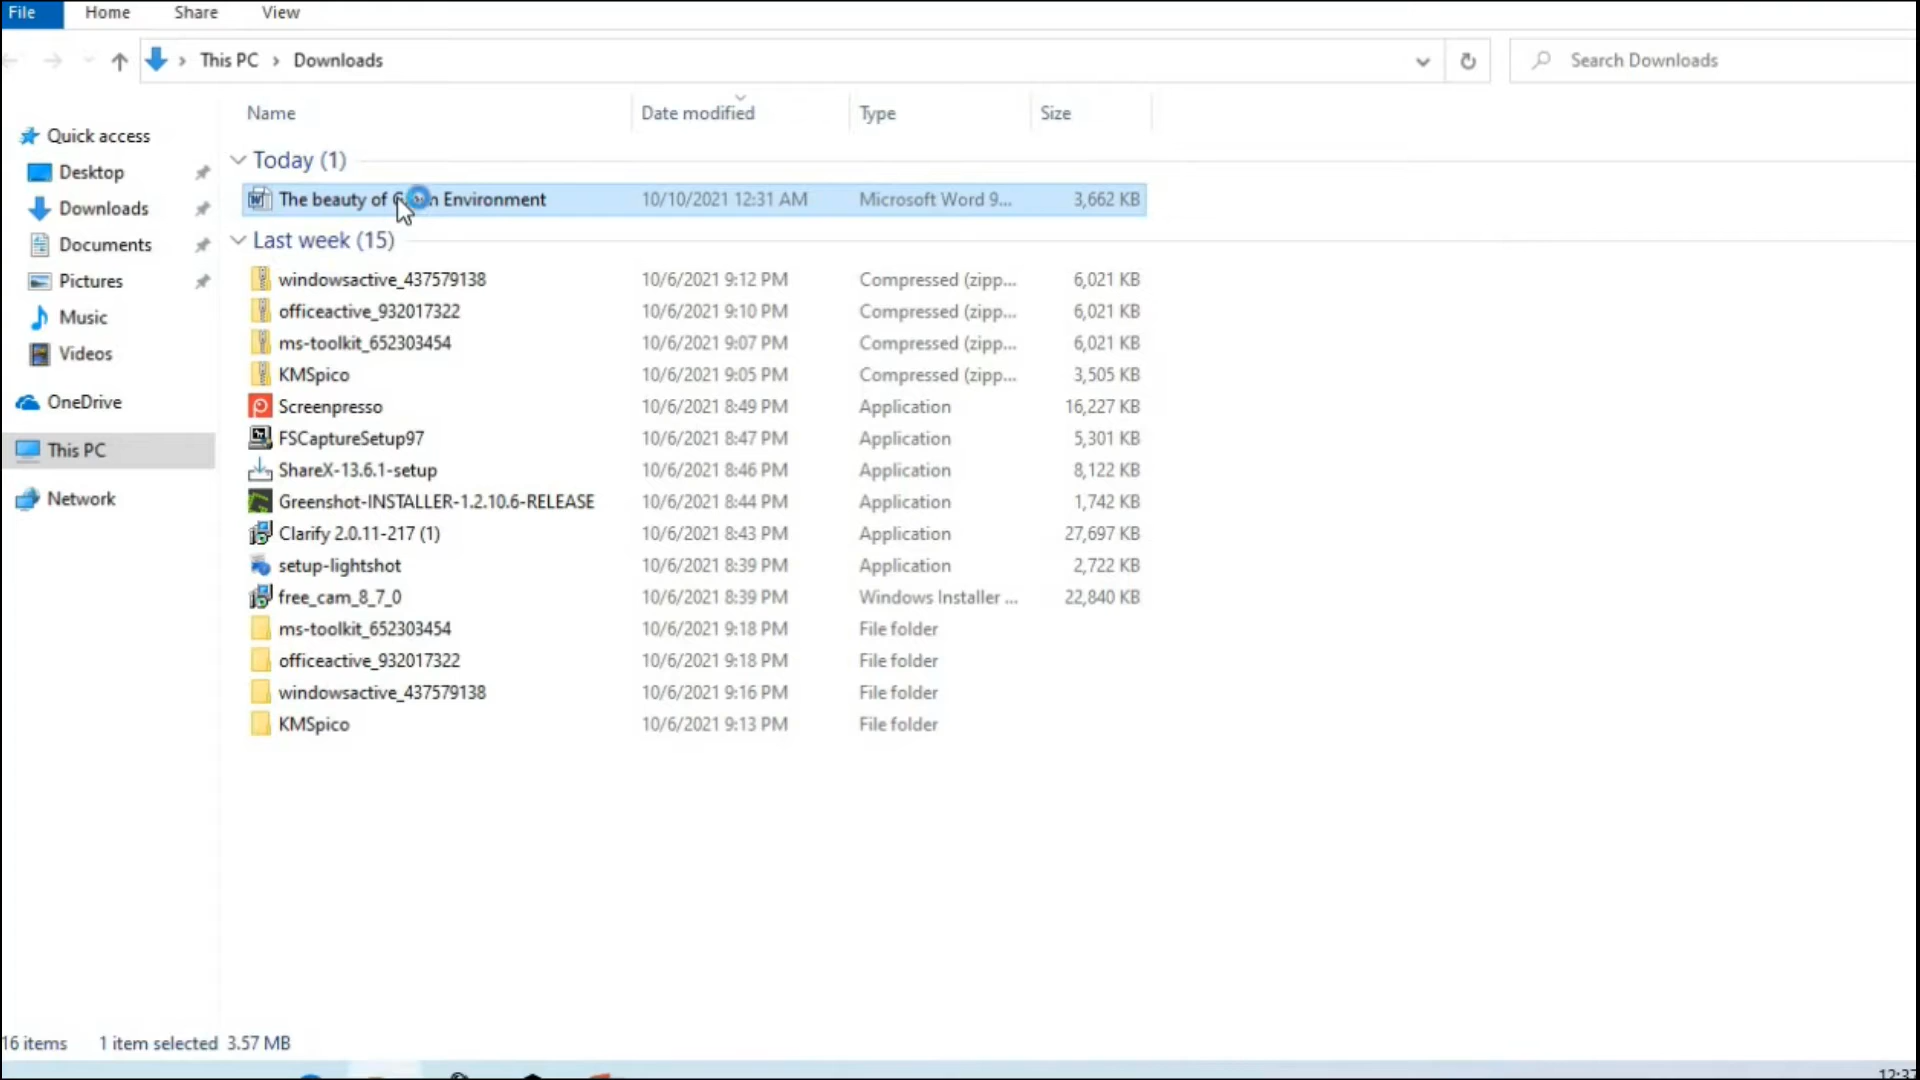 File Home Share View
This PC Downloads Search Downloads
Name Date modified Type Size
Quick access
Desktop
Downloads
Documents
Pictures
Music
Videos
OneDrive
This PC
Network
Today (1)
The beauty of Environment 10/10/2021 12:31 AM Microsoft Word 9... 3,662 KB
Last week (15)
windowsactive_437579138 10/6/2021 9:12 PM Compressed (zipp... 6,021 KB
officeactive_932017322 10/6/2021 9:10 PM Compressed (zipp... 6,021 KB
ms-toolkit_652303454 10/6/2021 9:07 PM Compressed (zipp... 6,021 KB
KMSpico 10/6/2021 9:05 PM Compressed (zipp... 3,505 KB
Screenpresso 10/6/2021 8:49 PM Application 16,227 KB
FSCaptureSetup97 10/6/2021 8:47 PM Application 5,301 KB
ShareX-13.6.1-setup 10/6/2021 8:46 PM Application 8,122 KB
Greenshot-INSTALLER-1.2.10.6-RELEASE 10/6/2021 8:44 PM Application 1,742 KB
Clarify 2.0.11-217 (1) 10/6/2021 8:43 PM Application 27,697 KB
setup-lightshot 10/6/2021 8:39 PM Application 2,722 KB
free_cam_8_7_0 10/6/2021 8:39 PM Windows Installer ... 22,840 KB
ms-toolkit_652303454 10/6/2021 9:18 PM File folder
officeactive_932017322 10/6/2021 9:18 PM File folder
windowsactive_437579138 10/6/2021 9:16 PM File folder
KMSpico 10/6/2021 9:13 PM File folder
16 items 1 item selected 3.57 MB